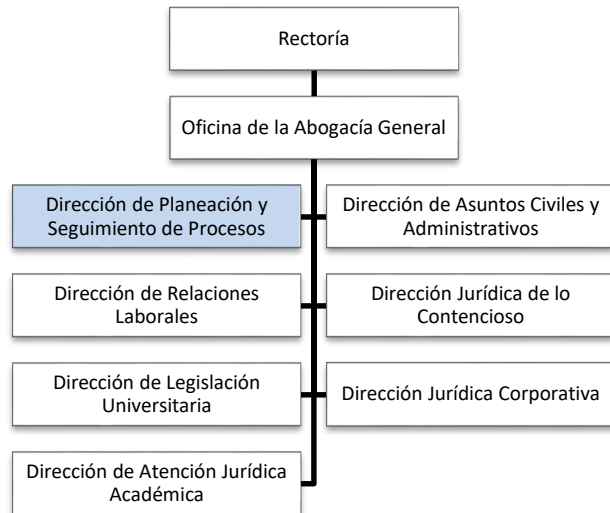 Rectoría
Oficina de la Abogacía General
Dirección de Planeación y
Seguimiento de Procesos
Dirección de Asuntos Civiles y
Administrativos
Dirección de Relaciones
Laborales
Dirección Jurídica de lo
Contencioso
Dirección de Legislación
Universitaria
Dirección Jurídica Corporativa
Dirección de Atención Jurídica
Académica